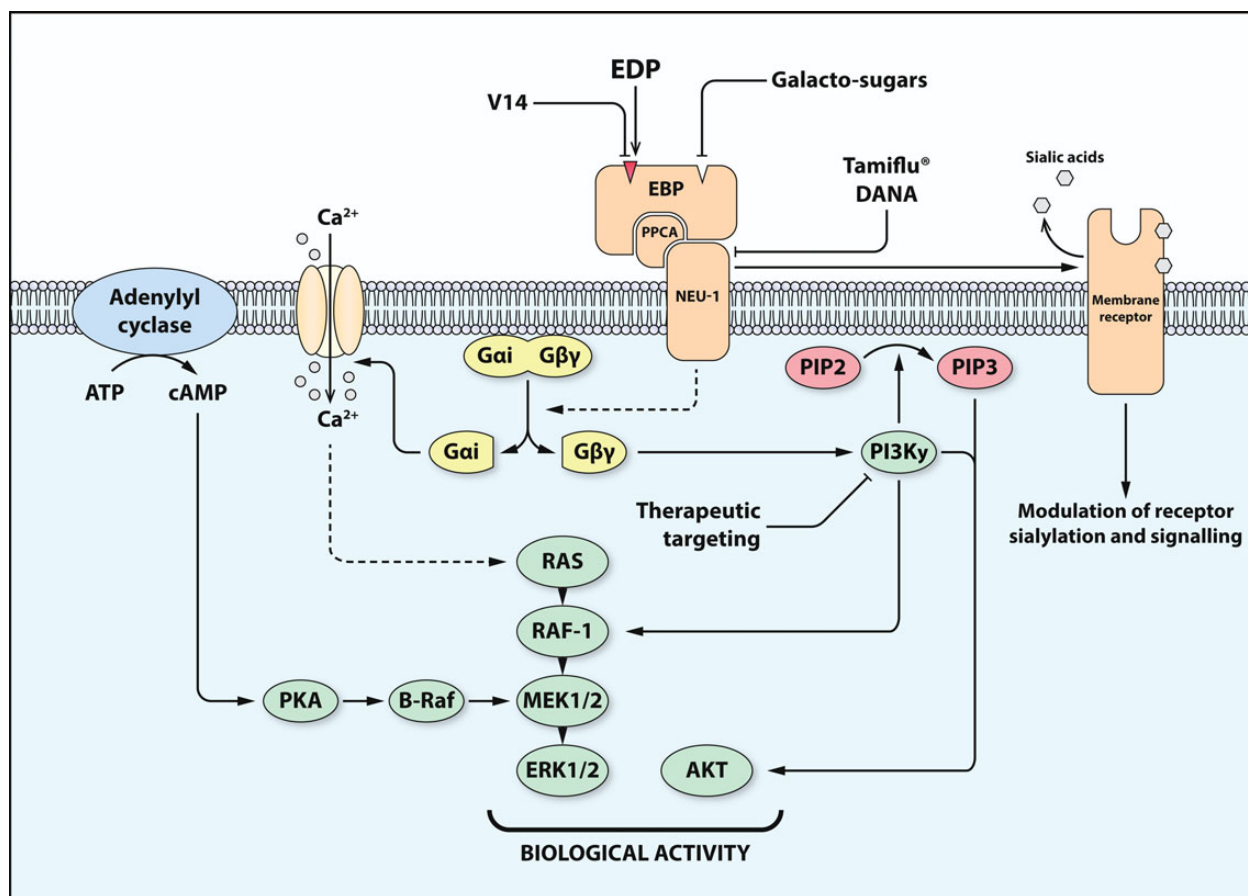 EDP
V14
Galacto-sugars
EBP
PPCA
NEU-1
Tamiflu®
DANA
Sialic acids
Membrane
receptor
Ca²⁺
Adenylyl
cyclase
ATP
cAMP
Ca²⁺
Gαi
Gβγ
Gαi
Gβγ
PIP2
PIP3
PI3Kγ
Therapeutic
targeting
Modulation of receptor
sialylation and signalling
RAS
RAF-1
PKA
B-Raf
MEK1/2
ERK1/2
AKT
BIOLOGICAL ACTIVITY